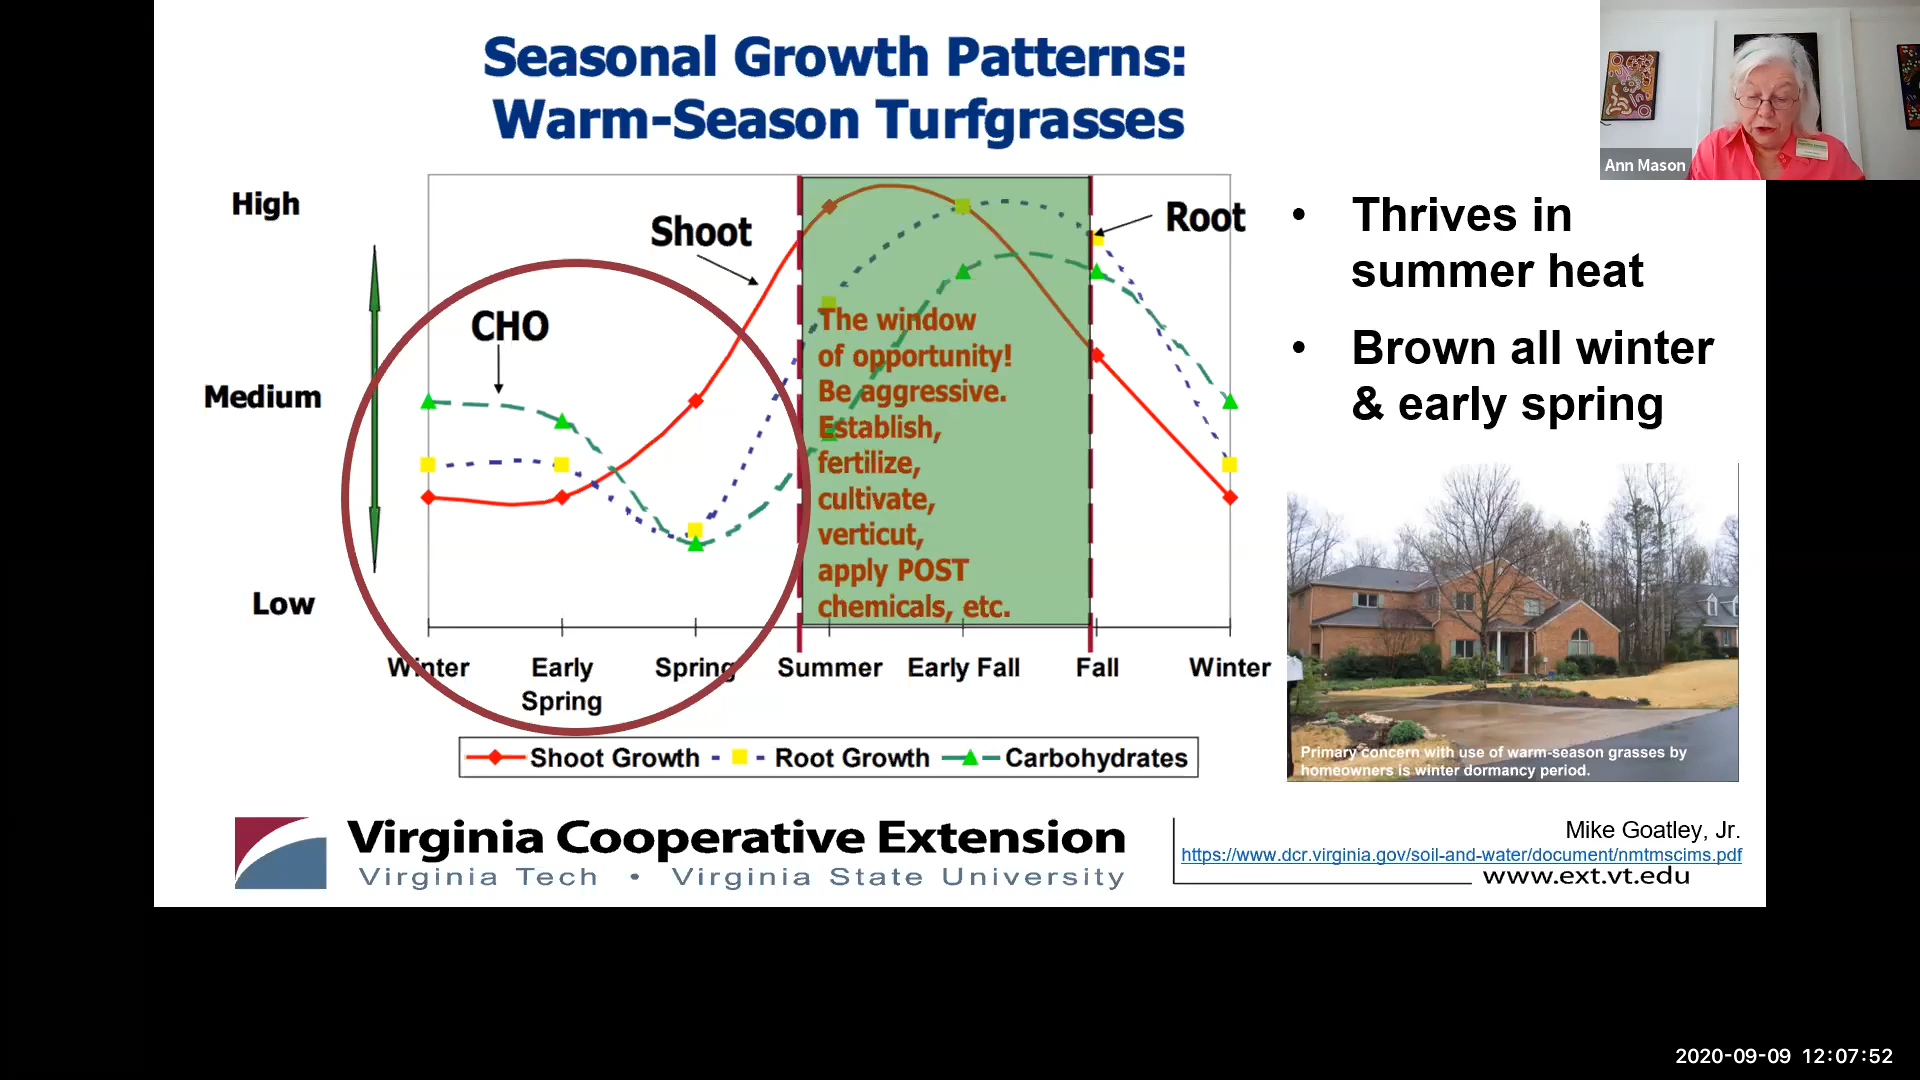 Seasonal Growth Patterns:
Warm-Season Turfgrasses
Ann Mason
High
Medium
Low
Shoot
Root
CHO
The window
of opportunity!
Be aggressive.
Establish,
fertilize,
cultivate,
verticut,
apply POST
chemicals, etc.
Winter
Early
Spring
Spring
Summer
Early Fall
Fall
Winter
Shoot Growth
Root Growth
Carbohydrates
• Thrives in
summer heat
• Brown all winter
& early spring
Primary concern with use of warm-season grasses by
homeowners is winter dormancy period.
Virginia Cooperative Extension
Virginia Tech • Virginia State University
Mike Goatley, Jr.
https://www.dcr.virginia.gov/soil-and-water/document/nmtmscims.pdf
www.ext.vt.edu
2020-09-09 12:07:52